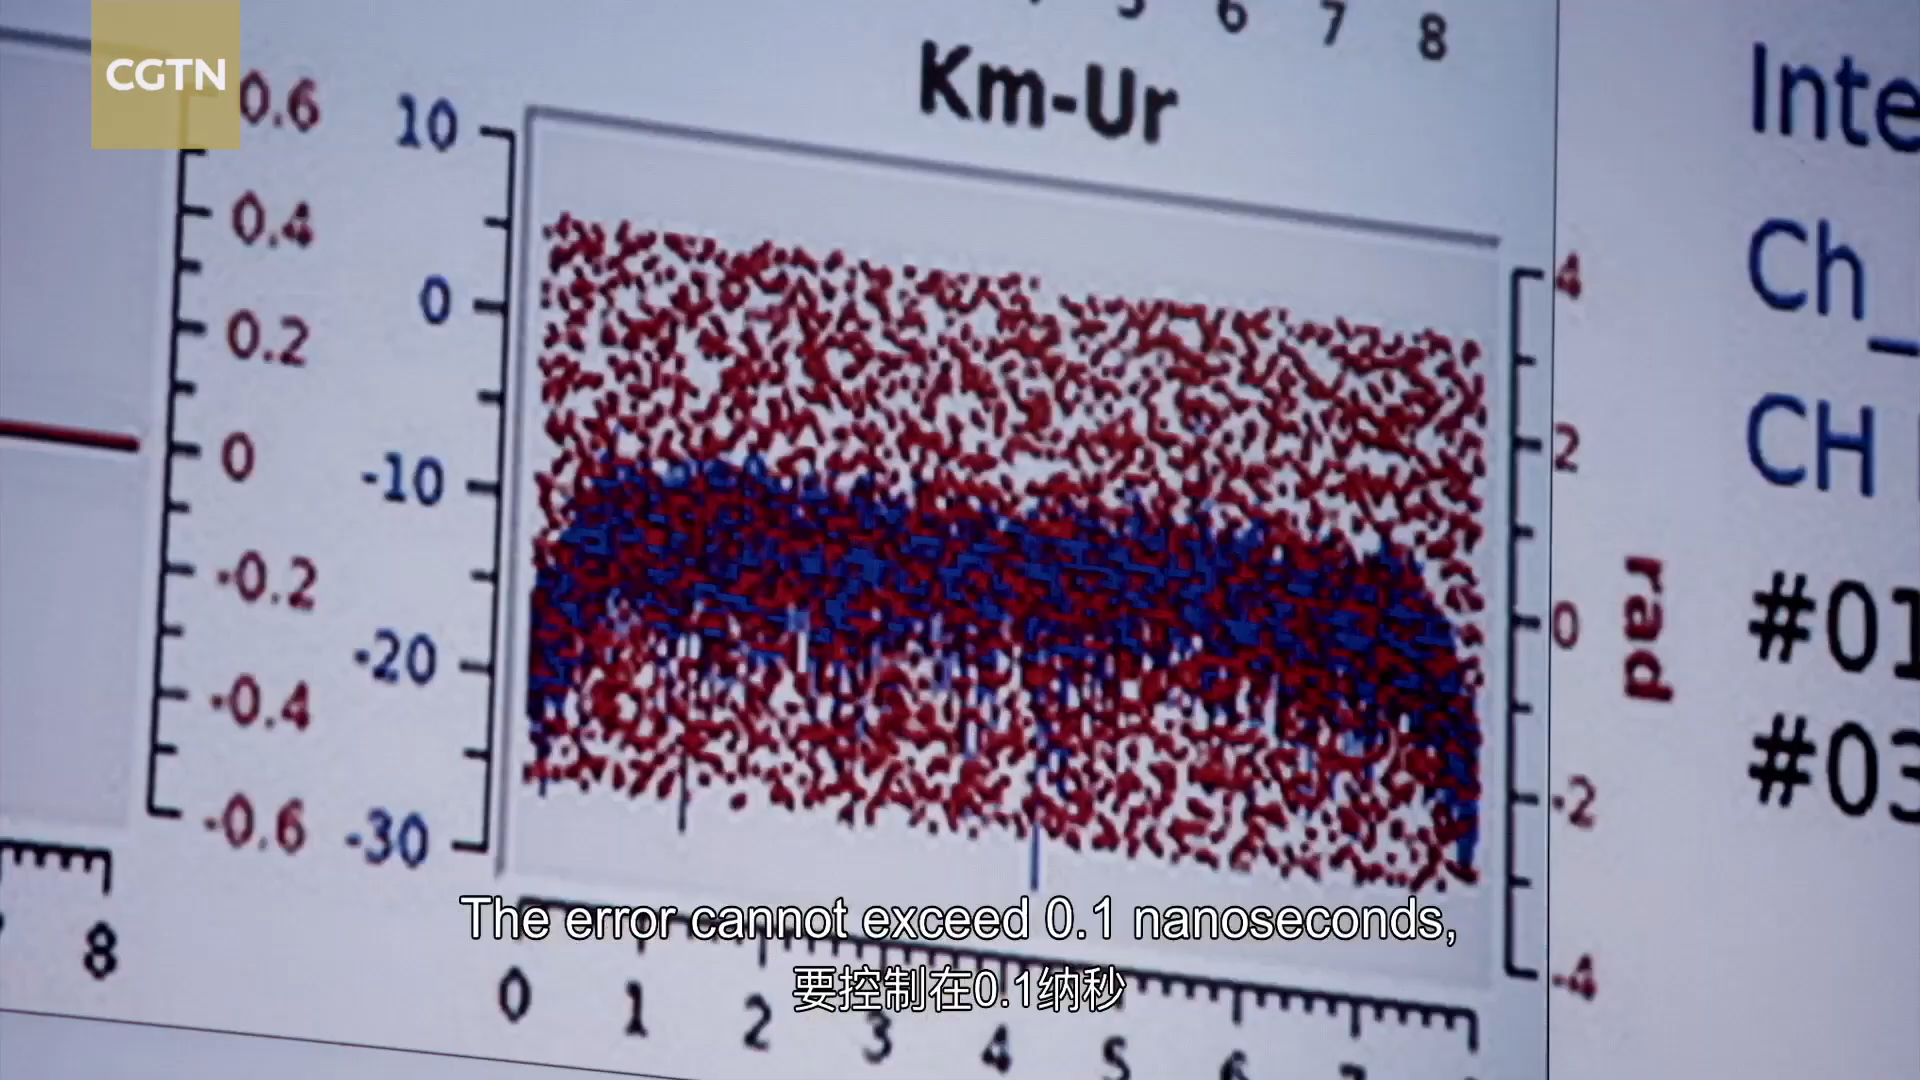 CGTN
5 6 7 8
Km-Ur
0.6
0.4
0.2
0
-0.2
-0.4
-0.6
8
10
0
-10
-20
-30
0 1 2 3 4 5 6 7
4
2
0
-2
-4
rad
Inte
Ch_
CH
#01
#03
The error cannot exceed 0.1 nanoseconds,
要控制在0.1纳秒